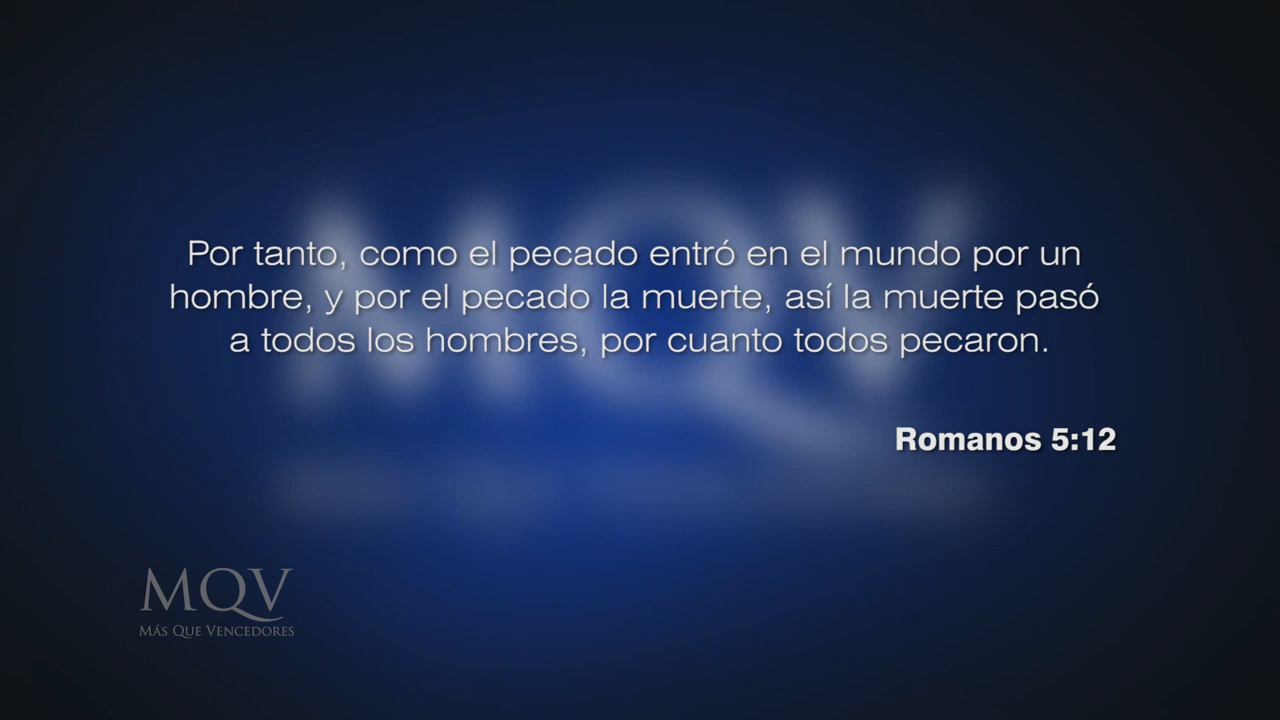 Por tanto, como el pecado entró en el mundo por un
hombre, y por el pecado la muerte, así la muerte pasó
a todos los hombres, por cuanto todos pecaron.
Romanos 5:12
MQV
MÁS QUE VENCEDORES